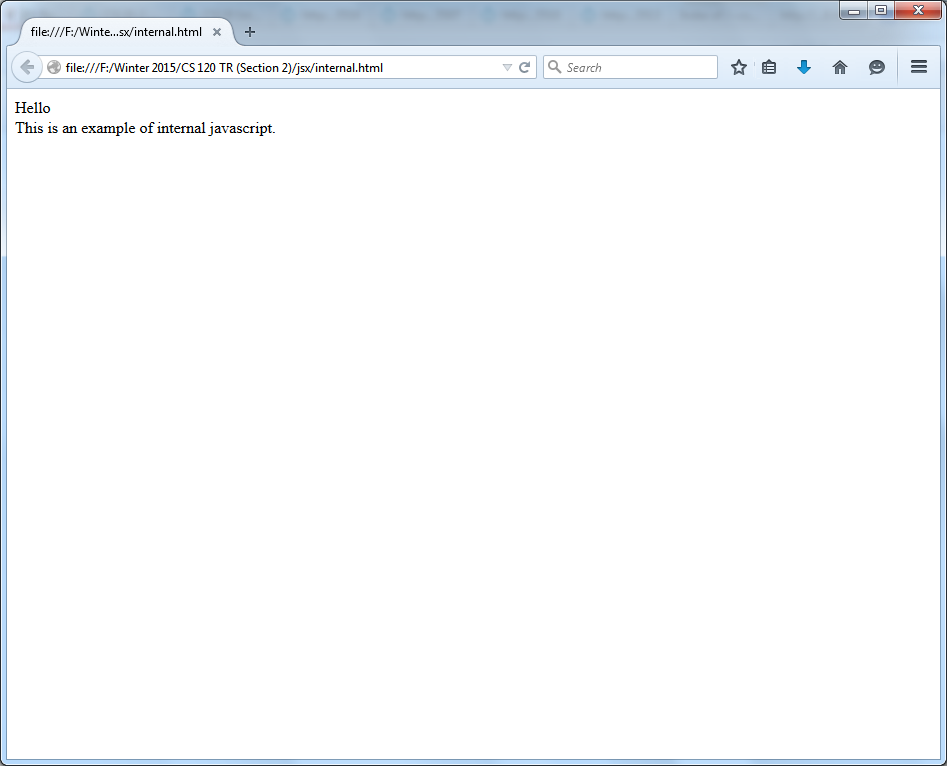 file:///F:/Winte...sx/internal.html
file:///F:/Winter 2015/CS 120 TR (Section 2)/jsx/internal.html
Search
Hello
This is an example of internal javascript.